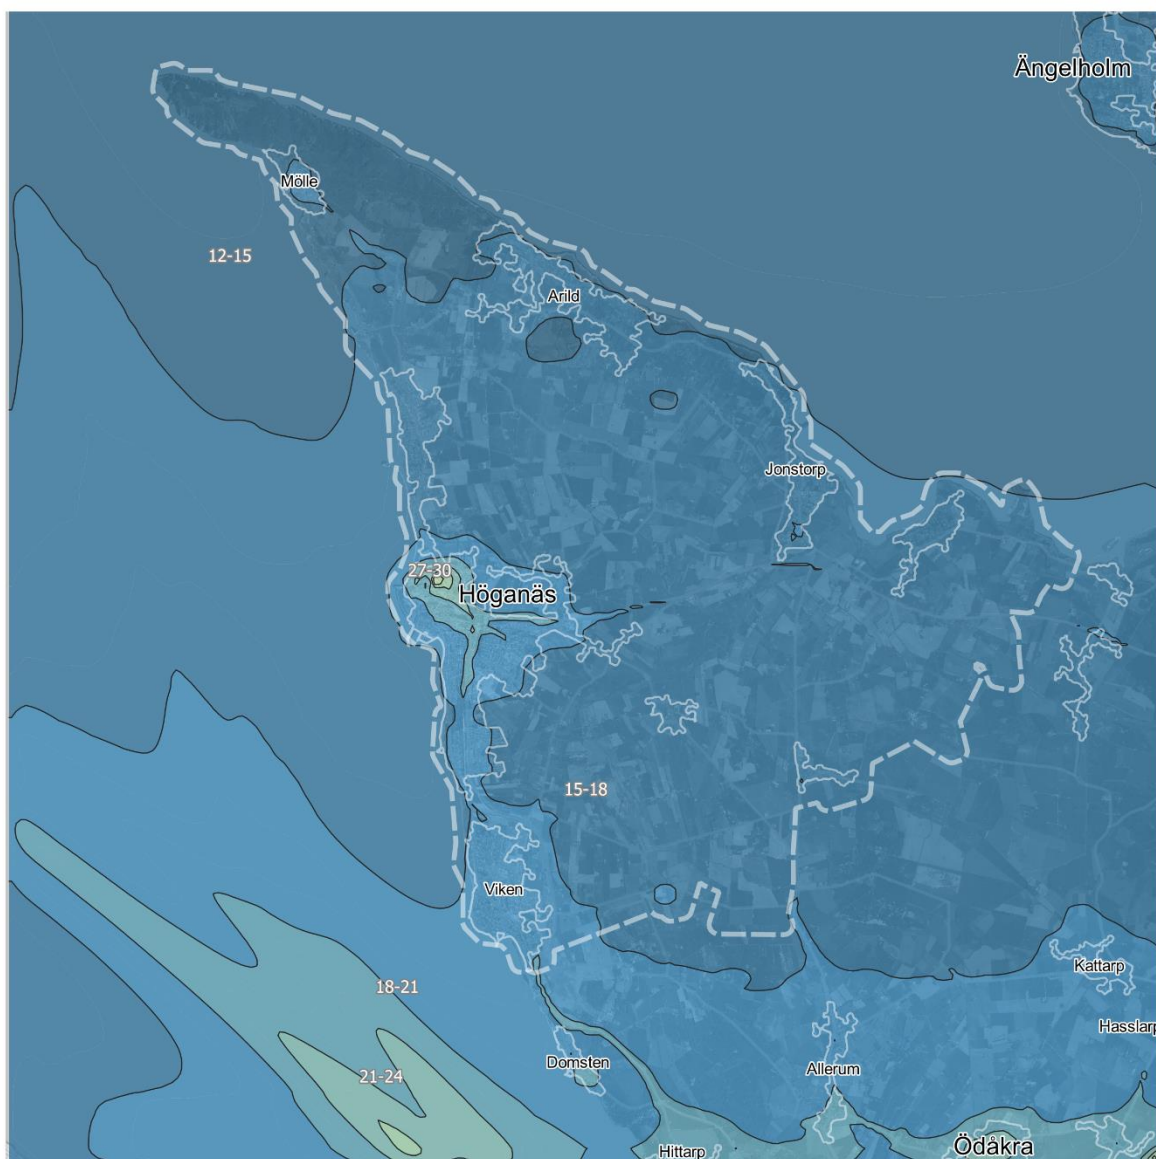 Ängelholm
Mölle
12-15
Arild
Jonstorp
27-30
Höganäs
15-18
Viken
Kattarp
18-21
Hasslarp
Domsten
Allerum
21-24
Ödåkra
Hittarp